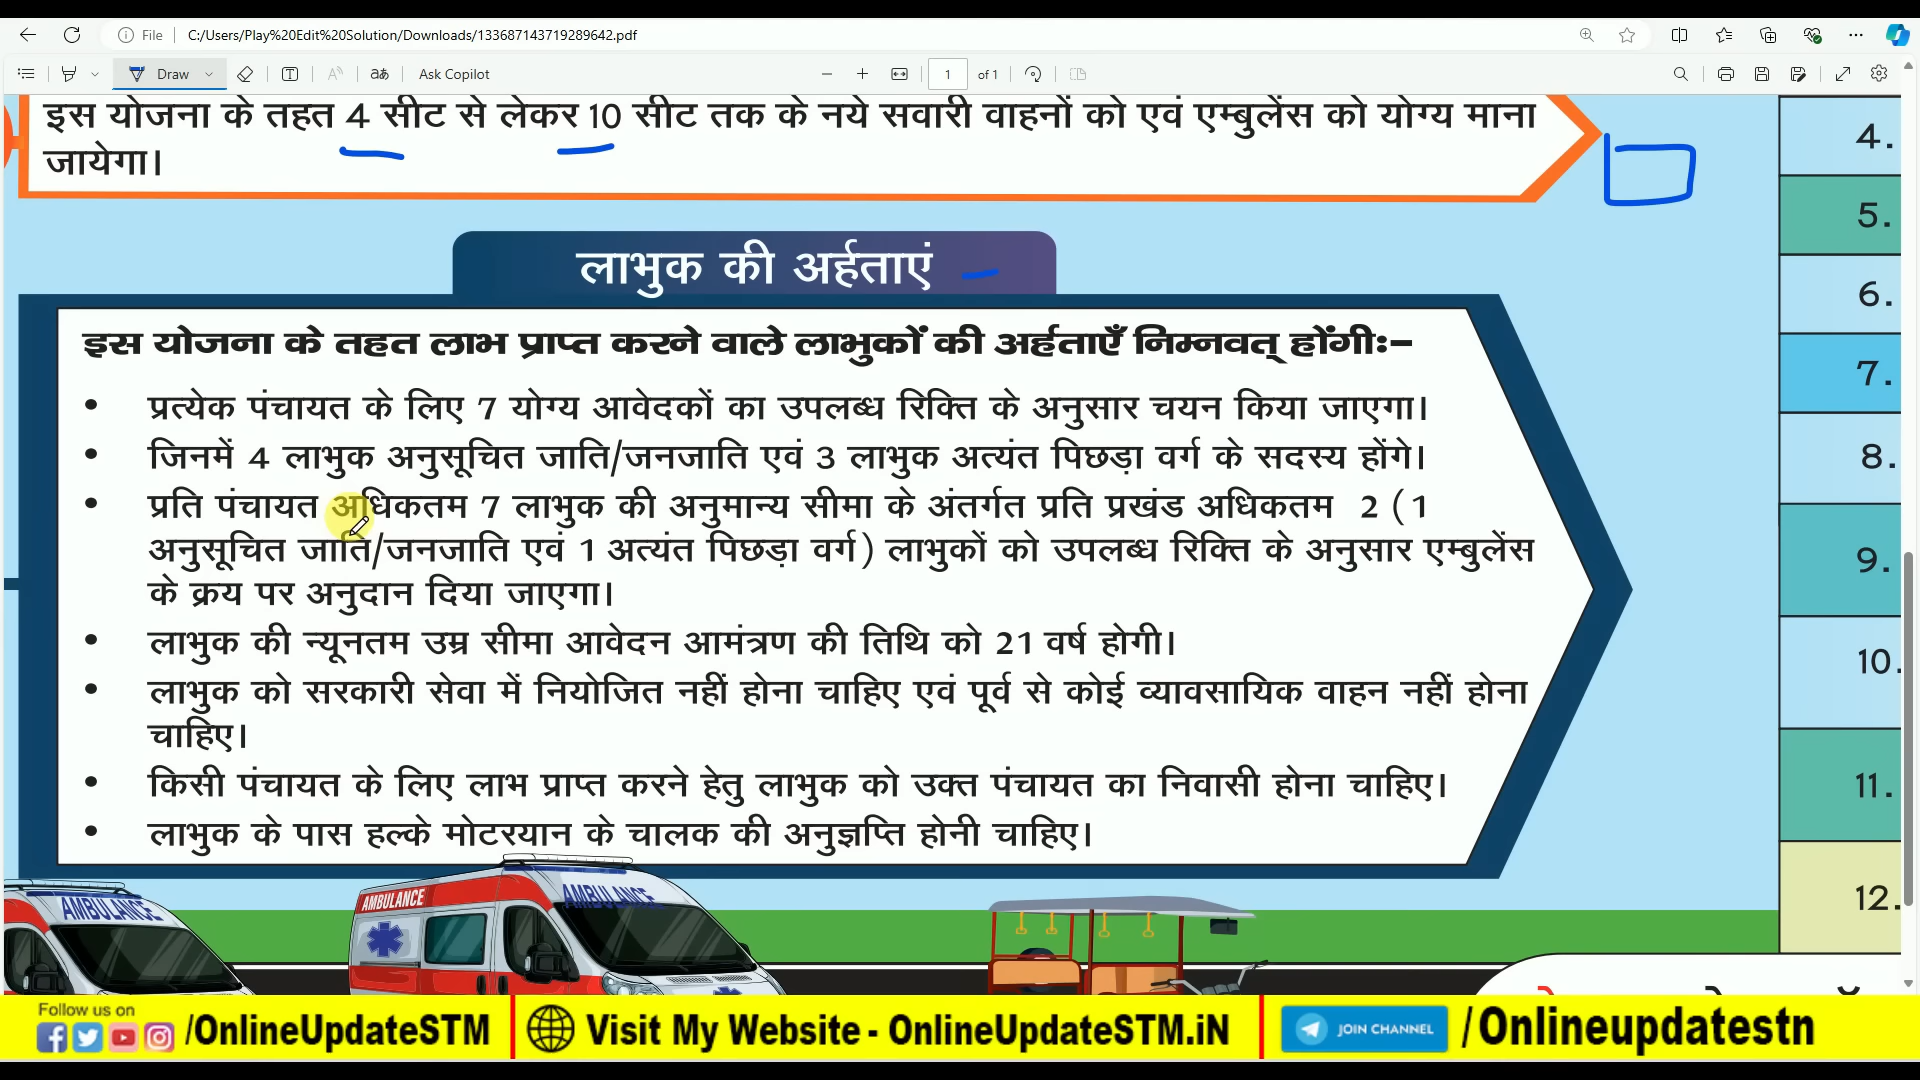 File
C:/Users/Play%20Edit%20Solution/Downloads/133687143719289642.pdf
Draw
Ask Copilot
1
of 1
इस योजना के तहत 4 सीट से लेकर 10 सीट तक के नये सवारी वाहनों को एवं एम्बुलेंस को योग्य माना
जायेगा।
लाभुक की अर्हताएं
इस योजना के तहत लाभ प्राप्त करने वाले लाभुकों की अर्हताएँ निम्नवत् होंगीः-
• प्रत्येक पंचायत के लिए 7 योग्य आवेदकों का उपलब्ध रिक्ति के अनुसार चयन किया जाएगा।
• जिनमें 4 लाभुक अनुसूचित जाति/जनजाति एवं 3 लाभुक अत्यंत पिछड़ा वर्ग के सदस्य होंगे।
• प्रति पंचायत अधिकतम 7 लाभुक की अनुमान्य सीमा के अंतर्गत प्रति प्रखंड अधिकतम 2 (1
अनुसूचित जाति/जनजाति एवं 1 अत्यंत पिछड़ा वर्ग) लाभुकों को उपलब्ध रिक्ति के अनुसार एम्बुलेंस
के क्रय पर अनुदान दिया जाएगा।
• लाभुक की न्यूनतम उम्र सीमा आवेदन आमंत्रण की तिथि को 21 वर्ष होगी।
• लाभुक को सरकारी सेवा में नियोजित नहीं होना चाहिए एवं पूर्व से कोई व्यावसायिक वाहन नहीं होना
चाहिए।
• किसी पंचायत के लिए लाभ प्राप्त करने हेतु लाभुक को उक्त पंचायत का निवासी होना चाहिए।
• लाभुक के पास हल्के मोटरयान के चालक की अनुज्ञप्ति होनी चाहिए।
4.
5.
6.
7.
8.
9.
10.
11.
12.
AMBULANCE
AMBULANCE
AMBULANCE
Follow us on
/OnlineUpdateSTM
Visit My Website - OnlineUpdateSTM.iN
JOIN CHANNEL
/Onlineupdatestn